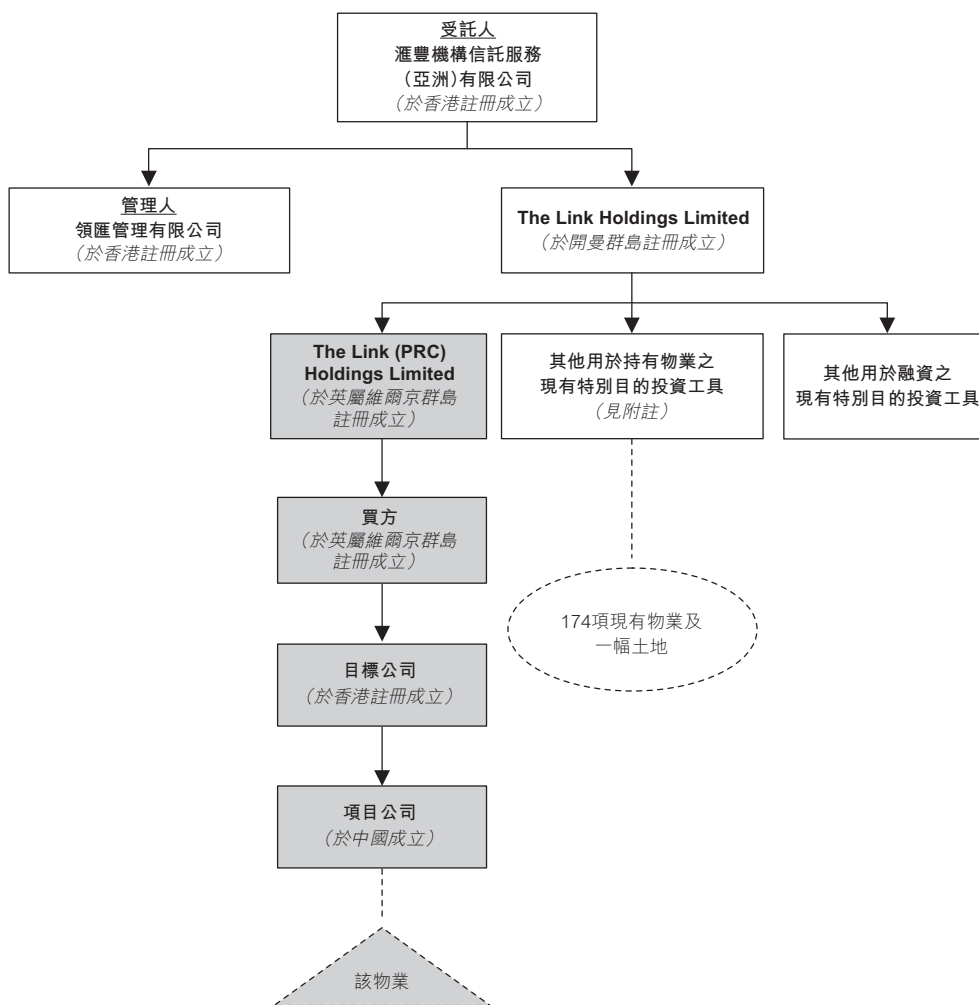 受託人
滙豐機構信託服務
(亞洲)有限公司
(於香港註冊成立)
管理人
領匯管理有限公司
(於香港註冊成立)
The Link Holdings Limited
(於開曼群島註冊成立)
The Link (PRC)
Holdings Limited
(於英屬維爾京群島
註冊成立)
其他用於持有物業之
現有特別目的投資工具
(見附註)
其他用於融資之
現有特別目的投資工具
買方
(於英屬維爾京群島
註冊成立)
174項現有物業及
一幅土地
目標公司
(於香港註冊成立)
項目公司
(於中國成立)
該物業